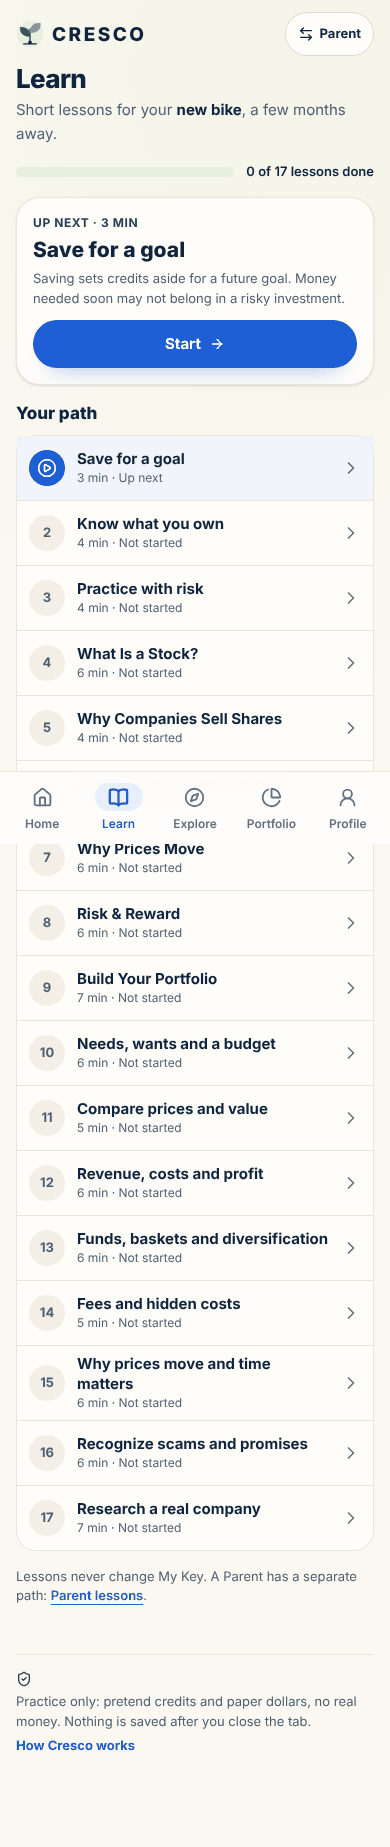 CRESCO
Parent
Learn
Short lessons for your new bike, a few months
away.
0 of 17 lessons done
UP NEXT · 3 MIN
Save for a goal
Saving sets credits aside for a future goal. Money
needed soon may not belong in a risky investment.
Start
Your path
Save for a goal
3 min · Up next
2
Know what you own
4 min · Not started
3
Practice with risk
4 min · Not started
4
What Is a Stock?
6 min · Not started
5
Why Companies Sell Shares
4 min · Not started
Home
Learn
Explore
Portfolio
Profile
7
Why Prices Move
6 min · Not started
8
Risk & Reward
6 min · Not started
9
Build Your Portfolio
7 min · Not started
10
Needs, wants and a budget
6 min · Not started
11
Compare prices and value
5 min · Not started
12
Revenue, costs and profit
6 min · Not started
13
Funds, baskets and diversification
6 min · Not started
14
Fees and hidden costs
5 min · Not started
15
Why prices move and time
matters
6 min · Not started
16
Recognize scams and promises
6 min · Not started
17
Research a real company
7 min · Not started
Lessons never change My Key. A Parent has a separate
path: Parent lessons.
Practice only: pretend credits and paper dollars, no real
money. Nothing is saved after you close the tab.
How Cresco works